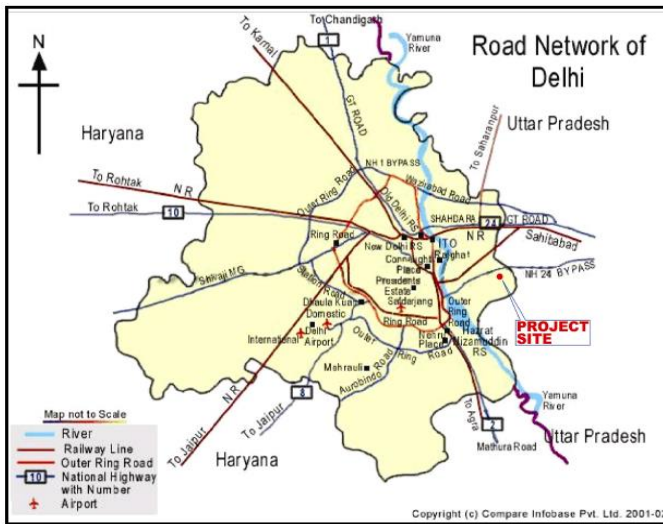 To Chandigarh
1
Yamuna
River
Road Network of
Delhi
N
To Karnal
GT ROAD
Haryana
Uttar Pradesh
To Saharanpur
NH 1 BYPASS
Wazirabad Road
Outer Ring Road
To Rohtak
N R
Old Delhi RS
SHAHDARA
24
GT ROAD
To Rohtak
10
Ring Road
New Delhi RS
ITO
N R
Sahibabad
Connaught
Place
Rajghat
NH 24 BYPASS
Shivaji MG
Station Road
Presidents
Estate
Dhaula Kuan
Safdarjang
Outer
Ring
Road
PROJECT
SITE
Domestic
Delhi
Airport
International
Ring Road
Nehru
Place
Hazrat
Nizamuddin
RS
Outer
Ring
Road
Mehrauli
Aurobindo
Road
Map not to Scale
N R
8
To Jaipur
To Jaipur
To Agra
2
Mathura Road
Yamuna
River
Uttar Pradesh
Haryana
River
Railway Line
Outer Ring Road
10
National Highway
with Number
Airport
Copyright (c) Compare Infobase Pvt. Ltd. 2001-02